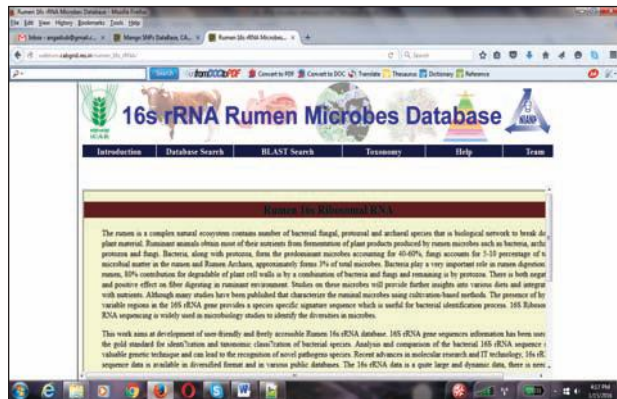 Rumen 16s rRNA Microbes Database - Mozilla Firefox
File Edit View History Bookmarks Tools Help
Mango SNPs DataBase, CA...
Rumen 16s rRNA Microbes...
Search
fromDOCtoPDF
Convert to PDF
Convert to DOC
Translate
Thesaurus
Dictionary
Reference
16s rRNA Rumen Microbes Database
ICAR
NIANP
Introduction Database Search BLAST Search Texonomy Help Team
Rumen 16s Ribosomal RNA
The rumen is a complex natural ecosystem contains number of bacterial fungal, protozoal and archaeal species that is biological network to break do
plant material. Ruminant animals obtain most of their nutrients from fermentation of plant products produced by rumen microbes such as bacteria, archa
protozoa and fungi. Bacteria, along with protozoa, form the predominant microbes accounting for 40-60%, fungi accounts for 5-10 percentage of to
microbial matter in the rumen and Rumen Archaea, approximately forms 3% of total microbes. Bacteria play a very important role in rumen digestion
rumen, 80% contribution for degradable of plant cell walls is by a combination of bacteria and fungi and remaining is by protozoa. There is both negat
and positive effect on fiber digesting in ruminant environment. Studies on these microbes will provide further insights into various diets and integrat
with nutrients. Although many studies have been published that characterize the ruminal microbes using cultivation-based methods. The presence of hy
variable regions in the 16S rRNA gene provides a species specific signature sequence which is useful for bacterial identification process. 16S Riboson
RNA sequencing is widely used in microbiology studies to identify the diversities in microbes.
This work aims at development of user-friendly and freely accessible Rumen 16s rRNA database. 16S rRNA gene sequences information has been used
the gold standard for identi?cation and taxonomic classi?cation of bacterial species. Analysis and comparison of the bacterial 16S rRNA sequence i
valuable genetic technique and can lead to the recognition of novel pathogens species. Recent advances in molecular research and IT technology, 16s rR
sequence data is available in diversified format and in various public databases. The 16s rRNA data is a quite large and dynamic data, there is need
4:17 PM